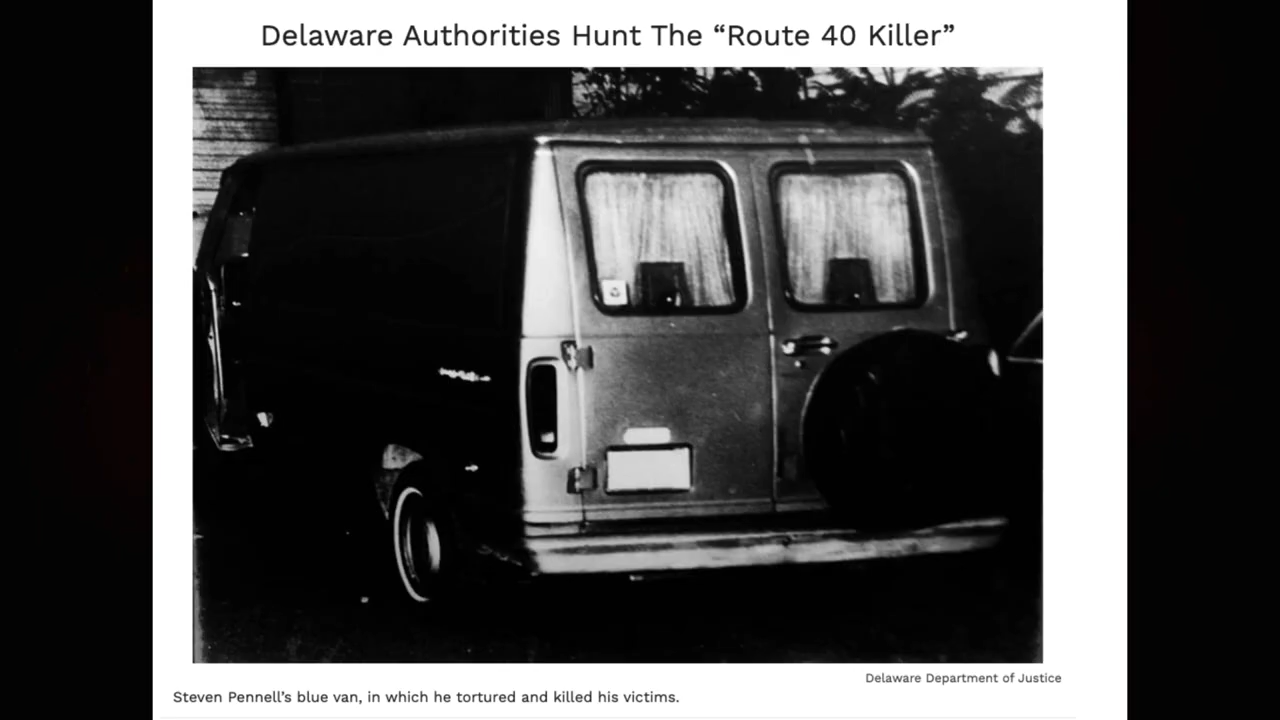 Delaware Authorities Hunt The “Route 40 Killer”
Delaware Department of Justice
Steven Pennell’s blue van, in which he tortured and killed his victims.